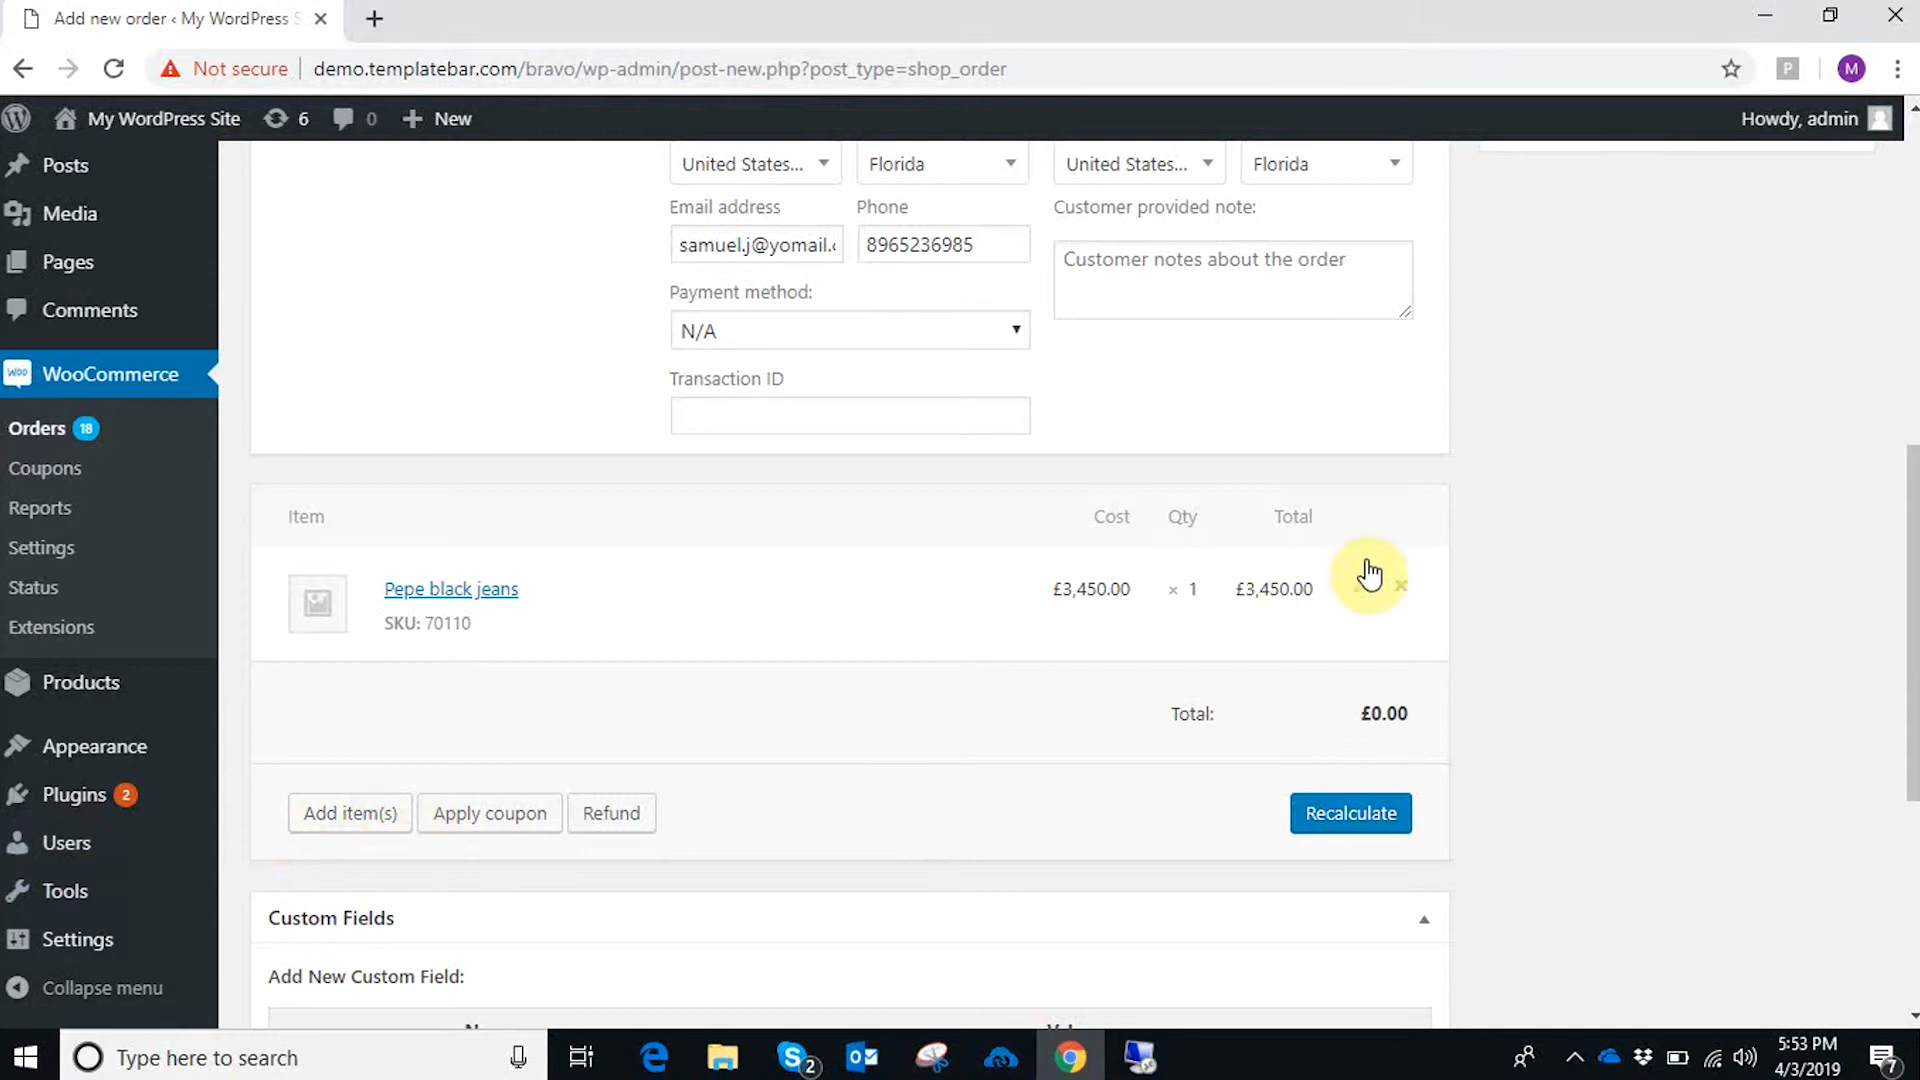 Add new order ‹ My WordPress S
Not secure
demo.templatebar.com/bravo/wp-admin/post-new.php?post_type=shop_order
P
M
My WordPress Site
6
0
New
Howdy, admin
Posts
Media
Pages
Comments
woo WooCommerce
Orders 18
Coupons
Reports
Settings
Status
Extensions
Products
Appearance
Plugins 2
Users
Tools
Settings
Collapse menu
United States...
Florida
United States...
Florida
Email address
Phone
Customer provided note:
samuel.j@yomail.
8965236985
Customer notes about the order
Payment method:
N/A
Transaction ID
Item
Cost
Qty
Total
Pepe black jeans
£3,450.00
× 1
£3,450.00
SKU: 70110
Total:
£0.00
Add item(s)
Apply coupon
Refund
Recalculate
Custom Fields
Add New Custom Field:
Type here to search
2
5:53 PM
4/3/2019
7